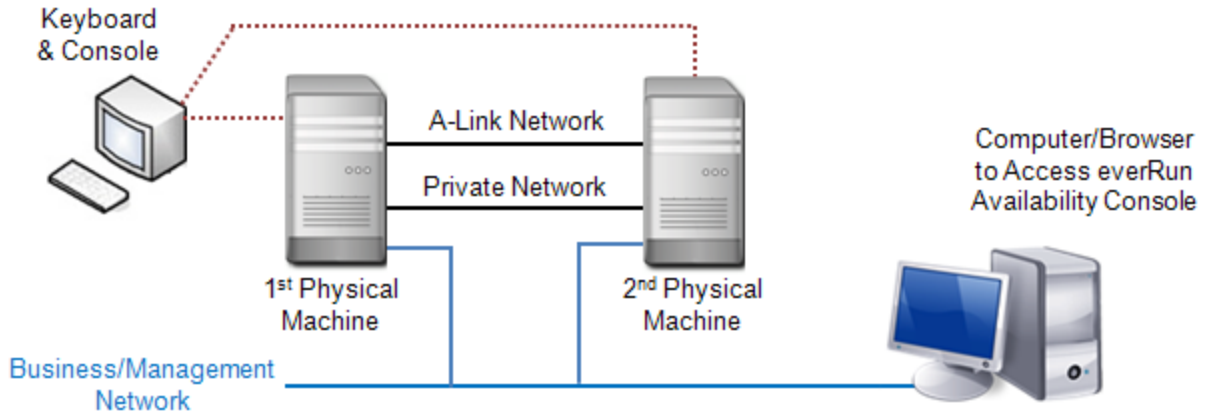 Keyboard
& Console
A-Link Network
Private Network
Computer/Browser
to Access everRun
Availability Console
1st Physical
Machine
2nd Physical
Machine
Business/Management
Network